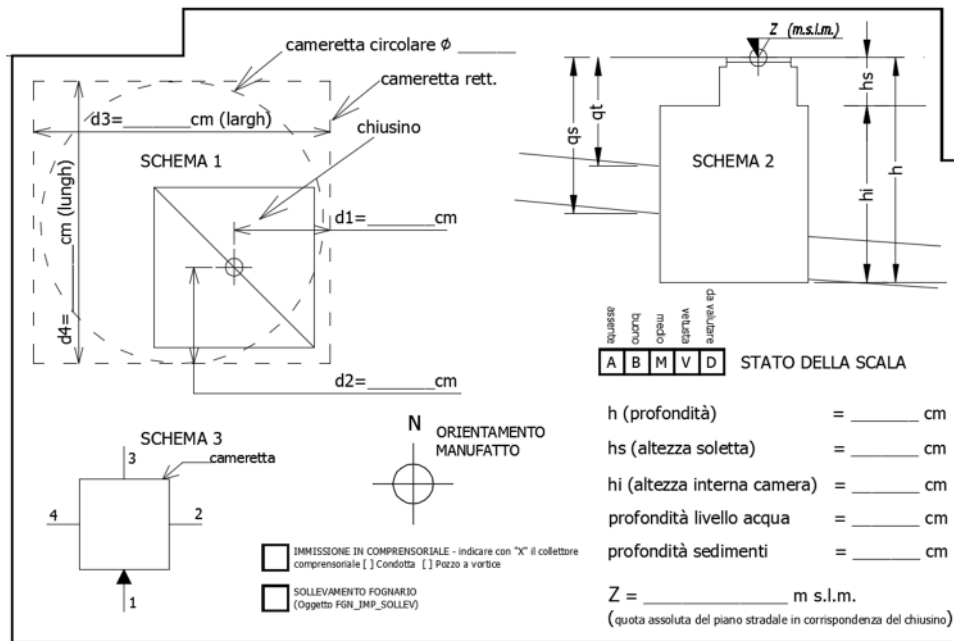 cameretta circolare ϕ ______
cameretta rett.
d3=_______cm (largh)
chiusino
SCHEMA 1
d4=_______cm (lungh)
d1=_______cm
d2=_______cm
Z (m.s.l.m.)
hs
qt
qs
SCHEMA 2
hi
h
assente
buono
medio
vetusta
da valutare
A B M V D STATO DELLA SCALA
h (profondità) = _______ cm
hs (altezza soletta) = _______ cm
hi (altezza interna camera) = _______ cm
profondità livello acqua = _______ cm
profondità sedimenti = _______ cm
Z = _______________ m s.l.m.
(quota assoluta del piano stradale in corrispondenza del chiusino)
SCHEMA 3
cameretta
3
4
2
1
N
ORIENTAMENTO
MANUFATTO
IMMISSIONE IN COMPRENSORIALE - indicare con "X" il collettore
comprensoriale [ ] Condotta [ ] Pozzo a vortice
SOLLEVAMENTO FOGNARIO
(Oggetto FGN_IMP_SOLLEV)